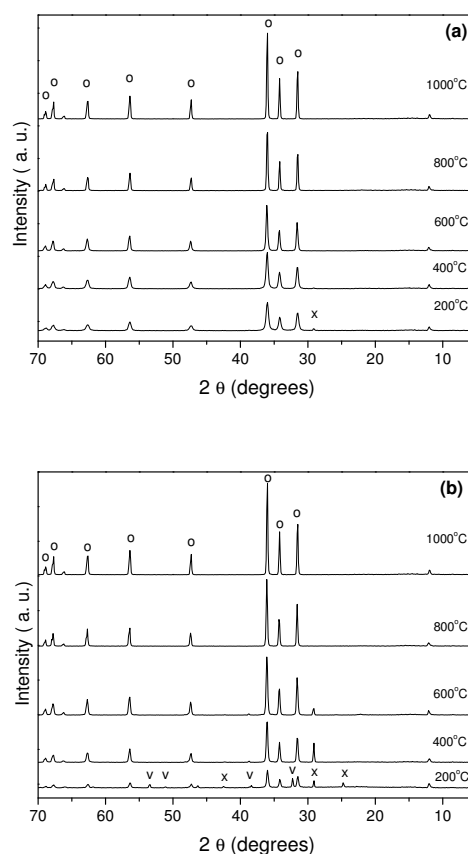 (a)
o o o o o o o o
1000°C
800°C
600°C
400°C
200°C
x
Intensity ( a. u.)
70 60 50 40 30 20 10
2 θ (degrees)
(b)
o o o o o o o o
1000°C
800°C
600°C
400°C
200°C
v v x v v x x
Intensity ( a. u.)
70 60 50 40 30 20 10
2 θ (degrees)